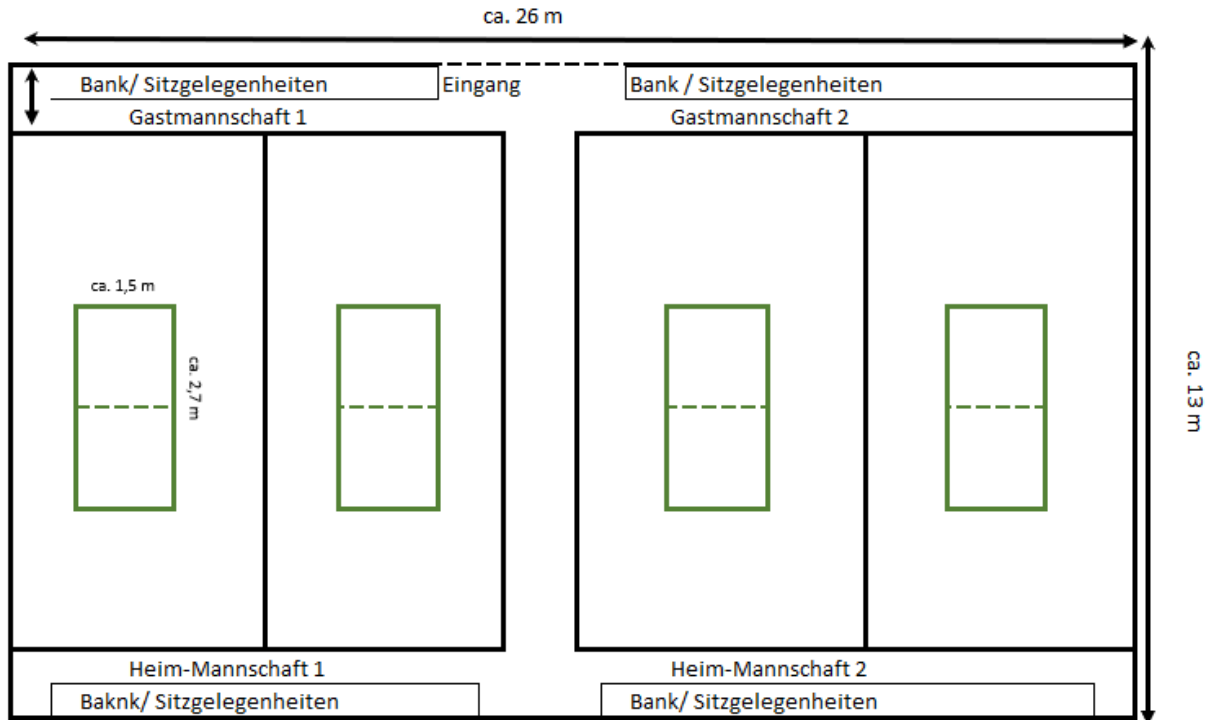 ca. 26 m
Bank/ Sitzgelegenheiten
Eingang
Bank / Sitzgelegenheiten
Gastmannschaft 1
Gastmannschaft 2
ca. 1,5 m
ca. 2,7 m
ca. 13 m
Heim-Mannschaft 1
Heim-Mannschaft 2
Baknk/ Sitzgelegenheiten
Bank/ Sitzgelegenheiten